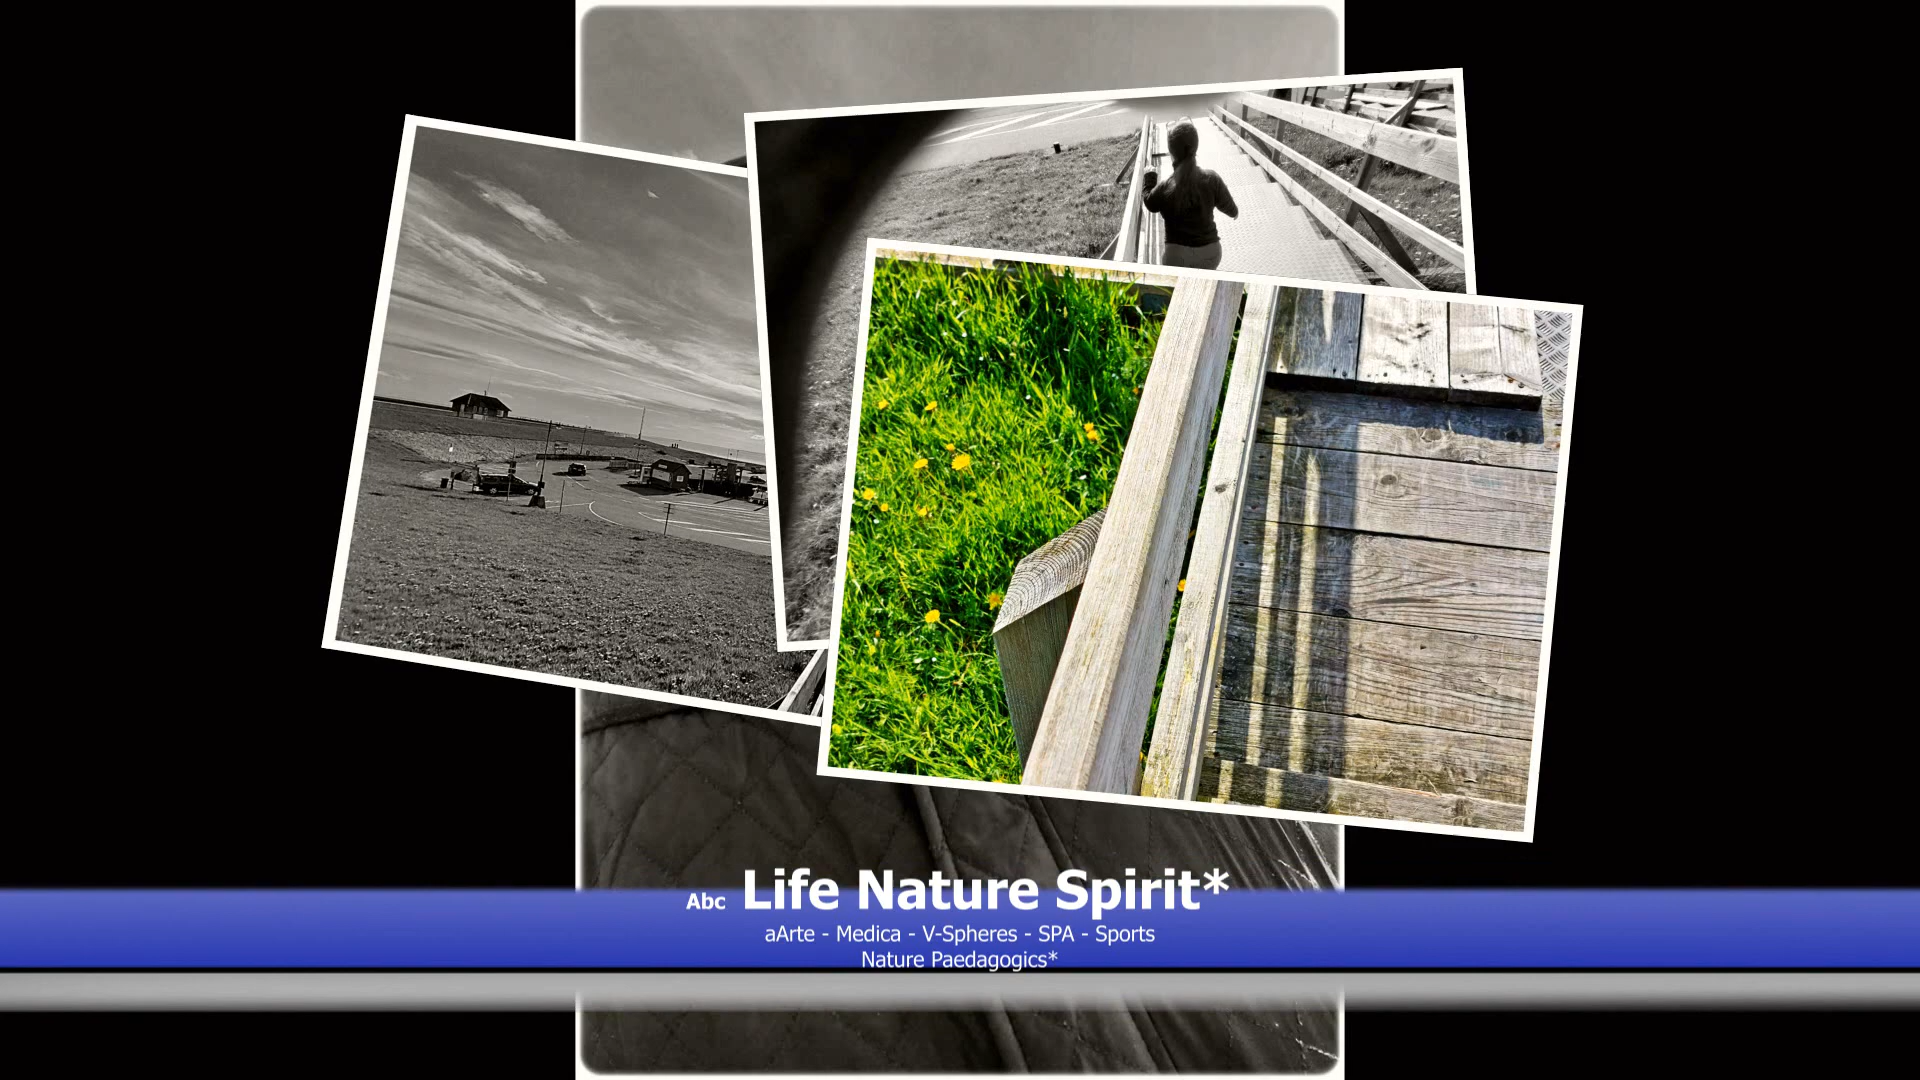 Abc Life Nature Spirit*
aArte - Medica - V-Spheres - SPA - Sports
Nature Paedagogics*